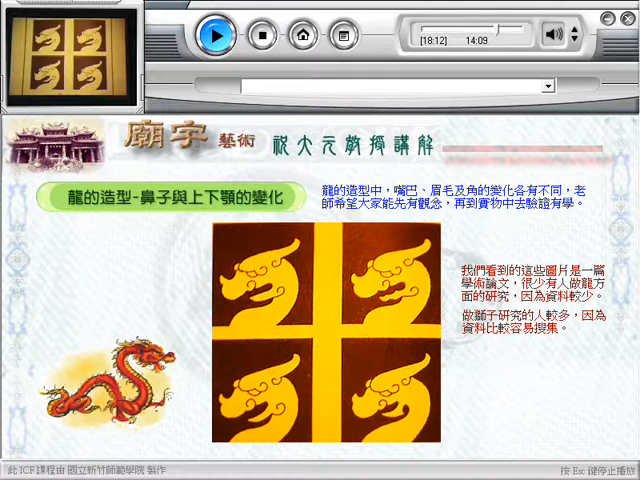 [18:12] 14:09
廟宇 藝術 祝大元教授講解
龍的造型-鼻子與上下顎的變化
龍的造型中，嘴巴、眉毛及角的變化各有不同，老
師希望大家能先有觀念，再到實物中去驗證有學。
我們看到的這些圖片是一篇
學術論文，很少有人做龍方
面的研究，因為資料較少。
做獅子研究的人較多，因為
資料比較容易搜集。
此 ICF 課程由 國立新竹師範學院 製作
按 Esc 鍵停止播放